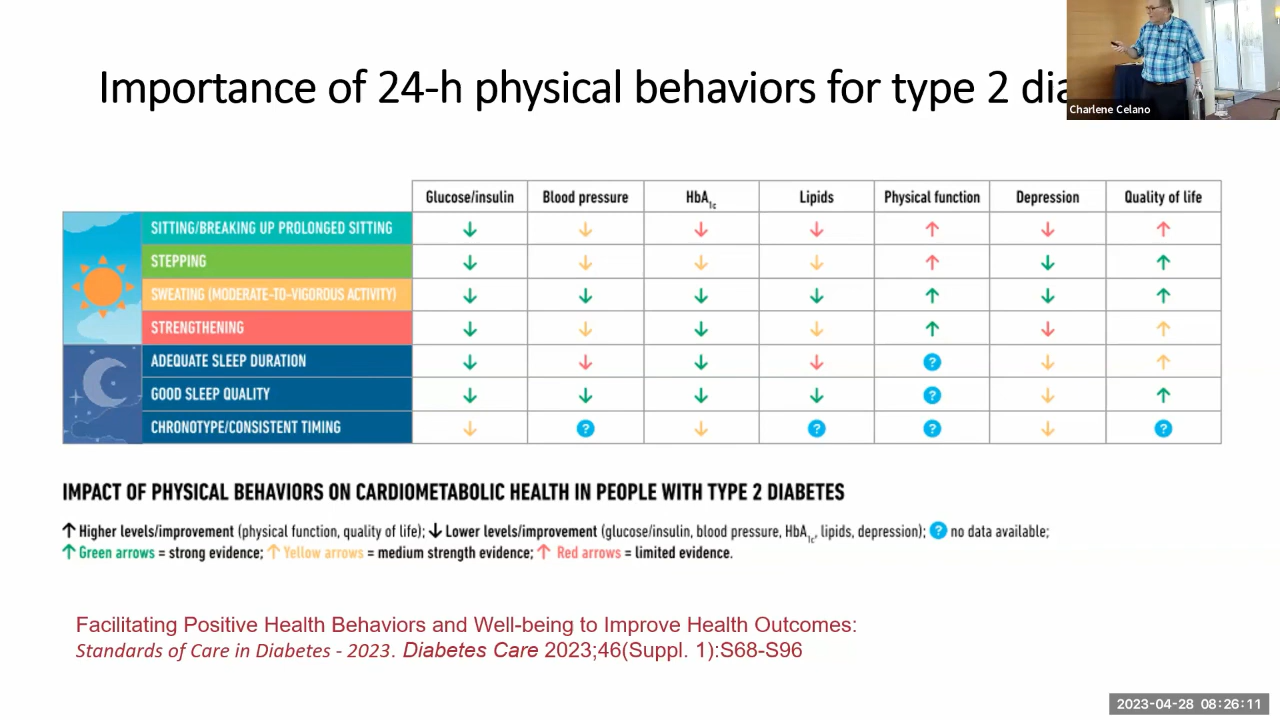 Importance of 24-h physical behaviors for type 2 dia
Charlene Celano
Glucose/insulin Blood pressure HbA1c Lipids Physical function Depression Quality of life
SITTING/BREAKING UP PROLONGED SITTING ↓ ↓ ↓ ↓ ↑ ↓ ↑
STEPPING ↓ ↓ ↓ ↓ ↑ ↓ ↑
SWEATING (MODERATE-TO-VIGOROUS ACTIVITY) ↓ ↓ ↓ ↓ ↑ ↓ ↑
STRENGTHENING ↓ ↓ ↓ ↓ ↑ ↓ ↑
ADEQUATE SLEEP DURATION ↓ ↓ ↓ ↓ ? ↓ ↑
GOOD SLEEP QUALITY ↓ ↓ ↓ ↓ ? ↓ ↑
CHRONOTYPE/CONSISTENT TIMING ↓ ? ↓ ? ? ↓ ?
IMPACT OF PHYSICAL BEHAVIORS ON CARDIOMETABOLIC HEALTH IN PEOPLE WITH TYPE 2 DIABETES
↑ Higher levels/improvement (physical function, quality of life); ↓ Lower levels/improvement (glucose/insulin, blood pressure, HbA1c, lipids, depression); ? no data available;
↑ Green arrows = strong evidence; ↑ Yellow arrows = medium strength evidence; ↑ Red arrows = limited evidence.
Facilitating Positive Health Behaviors and Well-being to Improve Health Outcomes:
Standards of Care in Diabetes - 2023. Diabetes Care 2023;46(Suppl. 1):S68-S96
2023-04-28 08:26:11